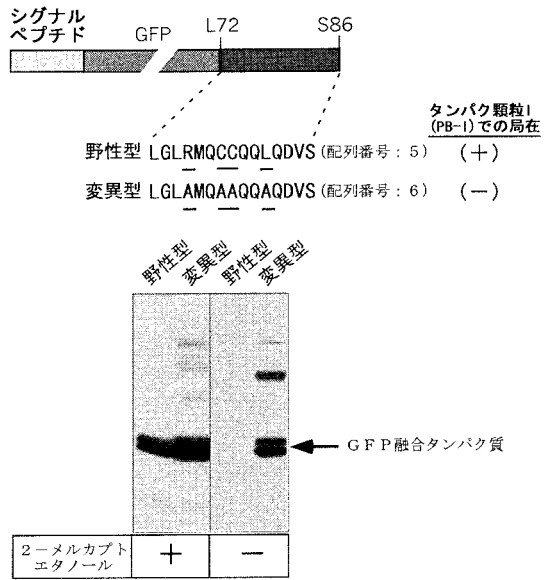 シグナル
ペプチド
GFP
L72
S86
タンパク顆粒I
(PB-I)での局在
野性型 LGLRMQCCQQLQDVS (配列番号：5) (＋)
変異型 LGLAMQAAQQAQDVS (配列番号：6) (－)
野性型
変異型
野性型
変異型
GFP融合タンパク質
2－メルカプト
エタノール
＋
－